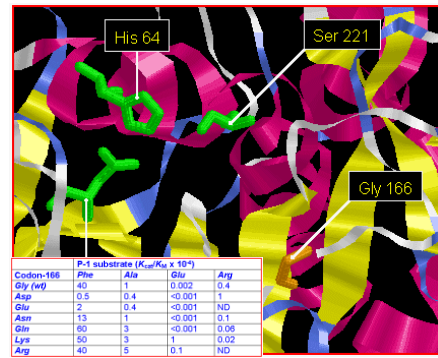 His 64
Ser 221
Gly 166
P-1 substrate (Kcat/KM x 10-4)
Codon-166 Phe Ala Glu Arg
Gly (wt) 40 1 0.002 0.4
Asp 0.5 0.4 <0.001 1
Glu 2 0.4 <0.001 ND
Asn 13 1 <0.001 0.1
Gln 60 3 <0.001 0.06
Lys 50 3 1 0.02
Arg 40 5 0.1 ND